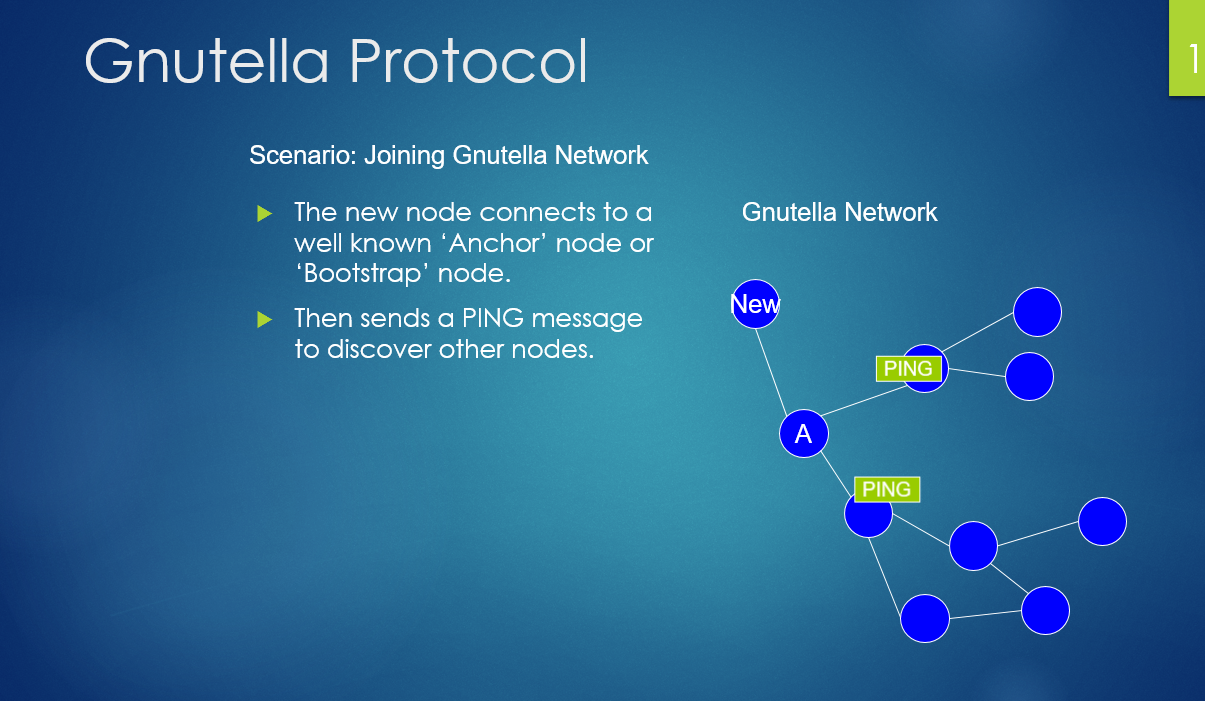 Gnutella Protocol
1
Scenario: Joining Gnutella Network
The new node connects to a
well known ‘Anchor’ node or
‘Bootstrap’ node.
Then sends a PING message
to discover other nodes.
Gnutella Network
New
PING
A
PING